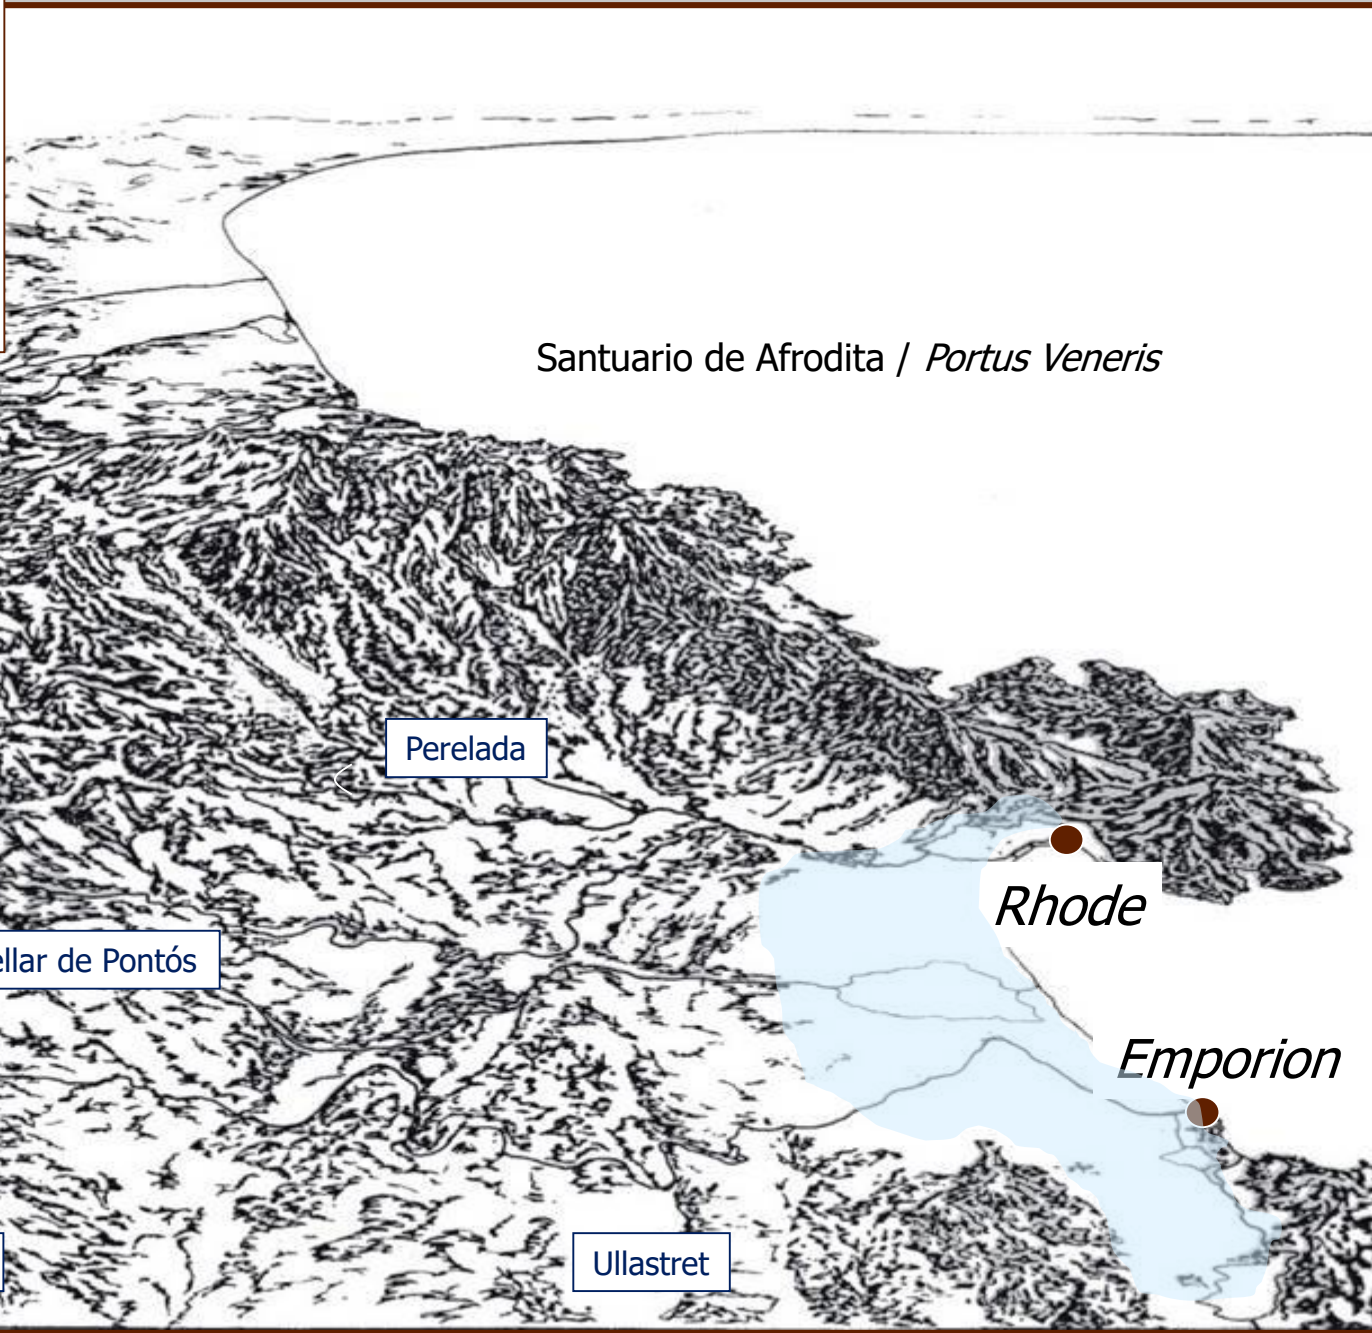 Santuario de Afrodita / Portus Veneris
Perelada
Rhode
ellar de Pontós
Emporion
Ullastret